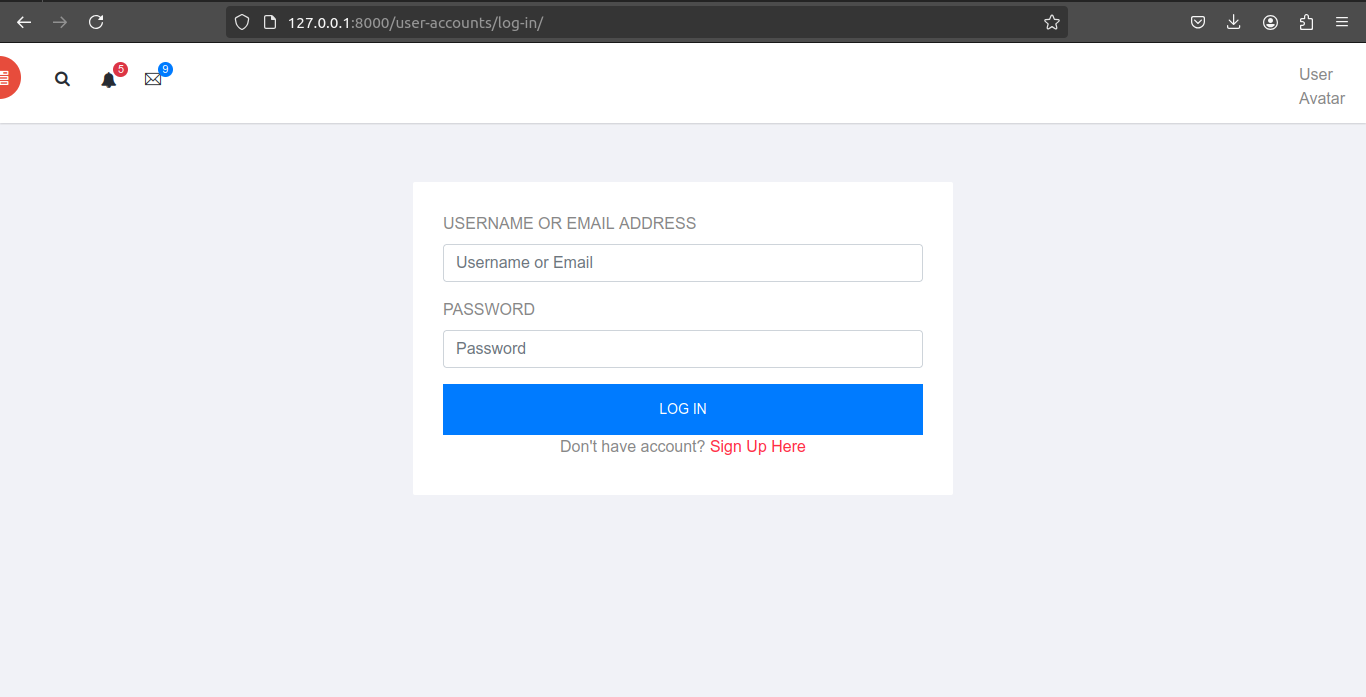 127.0.0.1:8000/user-accounts/log-in/
5
9
User
Avatar
USERNAME OR EMAIL ADDRESS
Username or Email
PASSWORD
Password
LOG IN
Don't have account? Sign Up Here